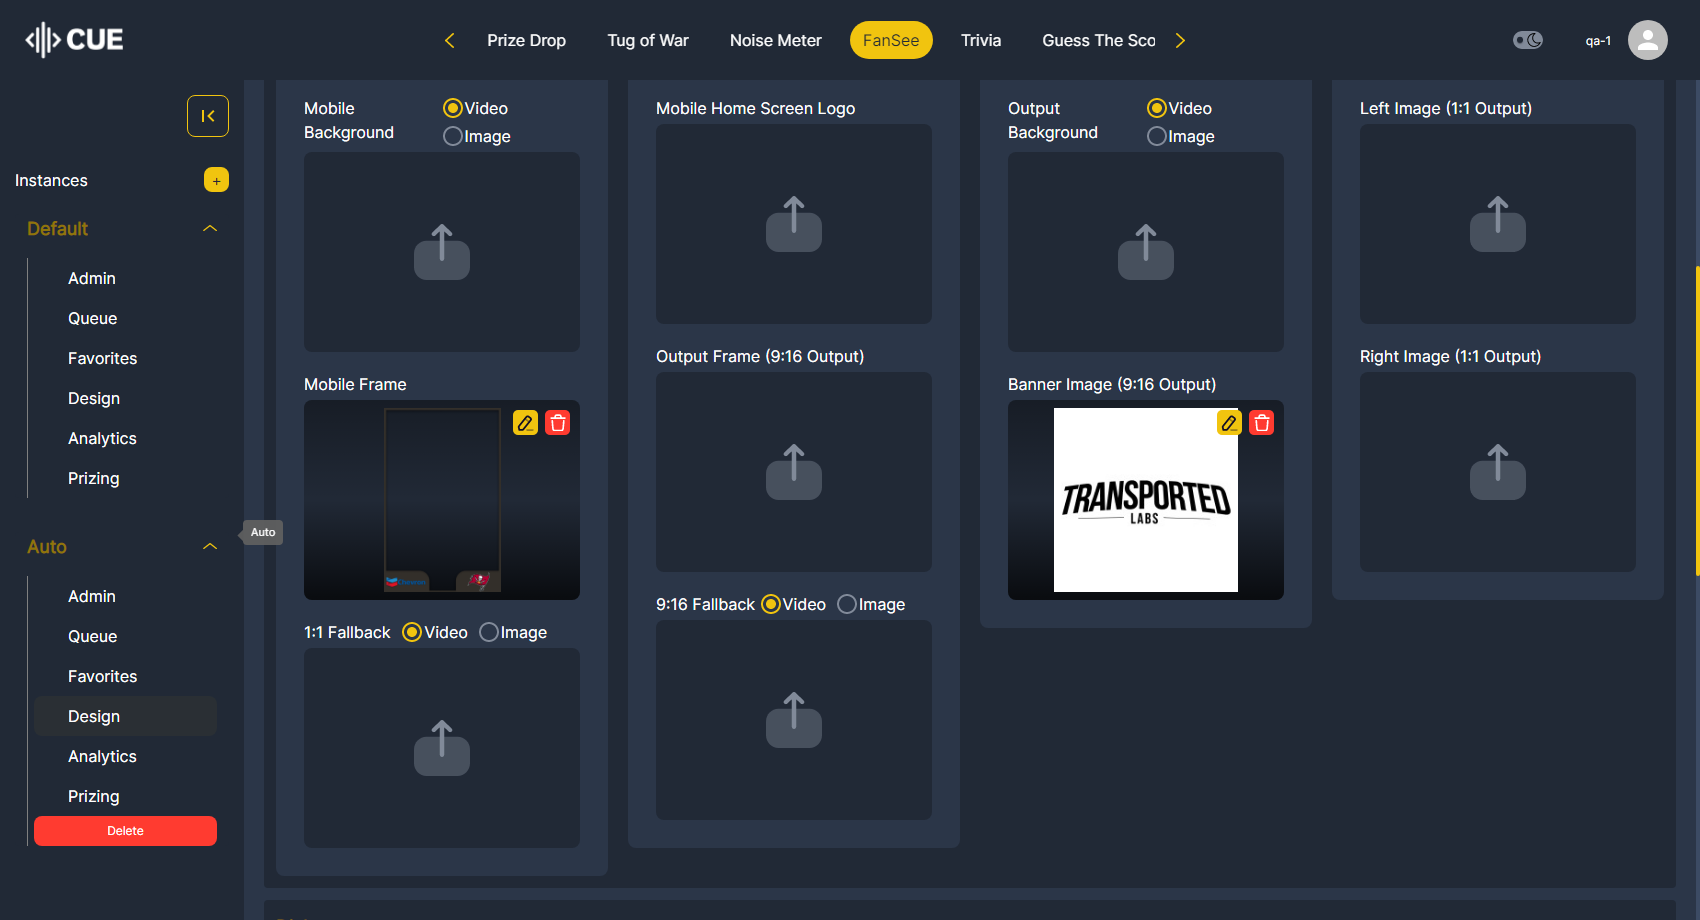 CUE
Prize Drop
Tug of War
Noise Meter
FanSee
Trivia
Guess The Sco
qa-1
Instances
+
Default
Admin
Queue
Favorites
Design
Analytics
Prizing
Auto
Auto
Admin
Queue
Favorites
Design
Analytics
Prizing
Delete
Mobile
Background
Video
Image
Mobile Frame
1:1 Fallback
Video
Image
Mobile Home Screen Logo
Output Frame (9:16 Output)
9:16 Fallback
Video
Image
Output
Background
Video
Image
Banner Image (9:16 Output)
TRANSPORTED
LABS
Left Image (1:1 Output)
Right Image (1:1 Output)